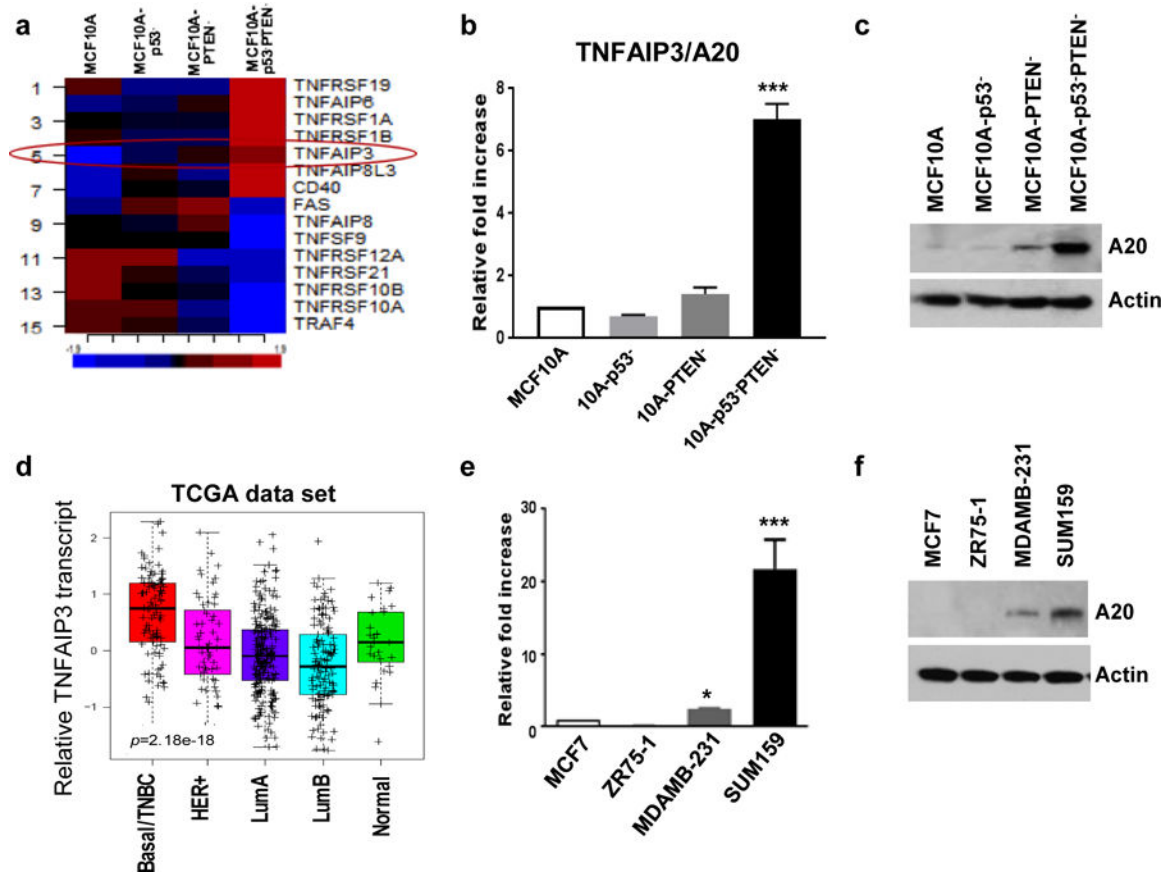 a
MCF10A
MCF10A-
p53-
MCF10A-
PTEN-
MCF10A-
p53-PTEN-
1
3
5
7
9
11
13
15
TNFRSF19
TNFAIP6
TNFRSF1A
TNFRSF1B
TNFAIP3
TNFAIP8L3
CD40
FAS
TNFAIP8
TNFSF9
TNFRSF12A
TNFRSF21
TNFRSF10B
TNFRSF10A
TRAF4
-1.9
1.9
b
TNFAIP3/A20
Relative fold increase
8
6
4
2
0
***
MCF10A
10A-p53-
10A-PTEN-
10A-p53-PTEN-
c
MCF10A
MCF10A-p53-
MCF10A-PTEN-
MCF10A-p53-PTEN-
A20
Actin
d
TCGA data set
Relative TNFAIP3 transcript
2
1
0
-1
p=2.18e-18
Basal/TNBC
HER+
LumA
LumB
Normal
e
Relative fold increase
30
20
10
0
*
***
MCF7
ZR75-1
MDAMB-231
SUM159
f
MCF7
ZR75-1
MDAMB-231
SUM159
A20
Actin